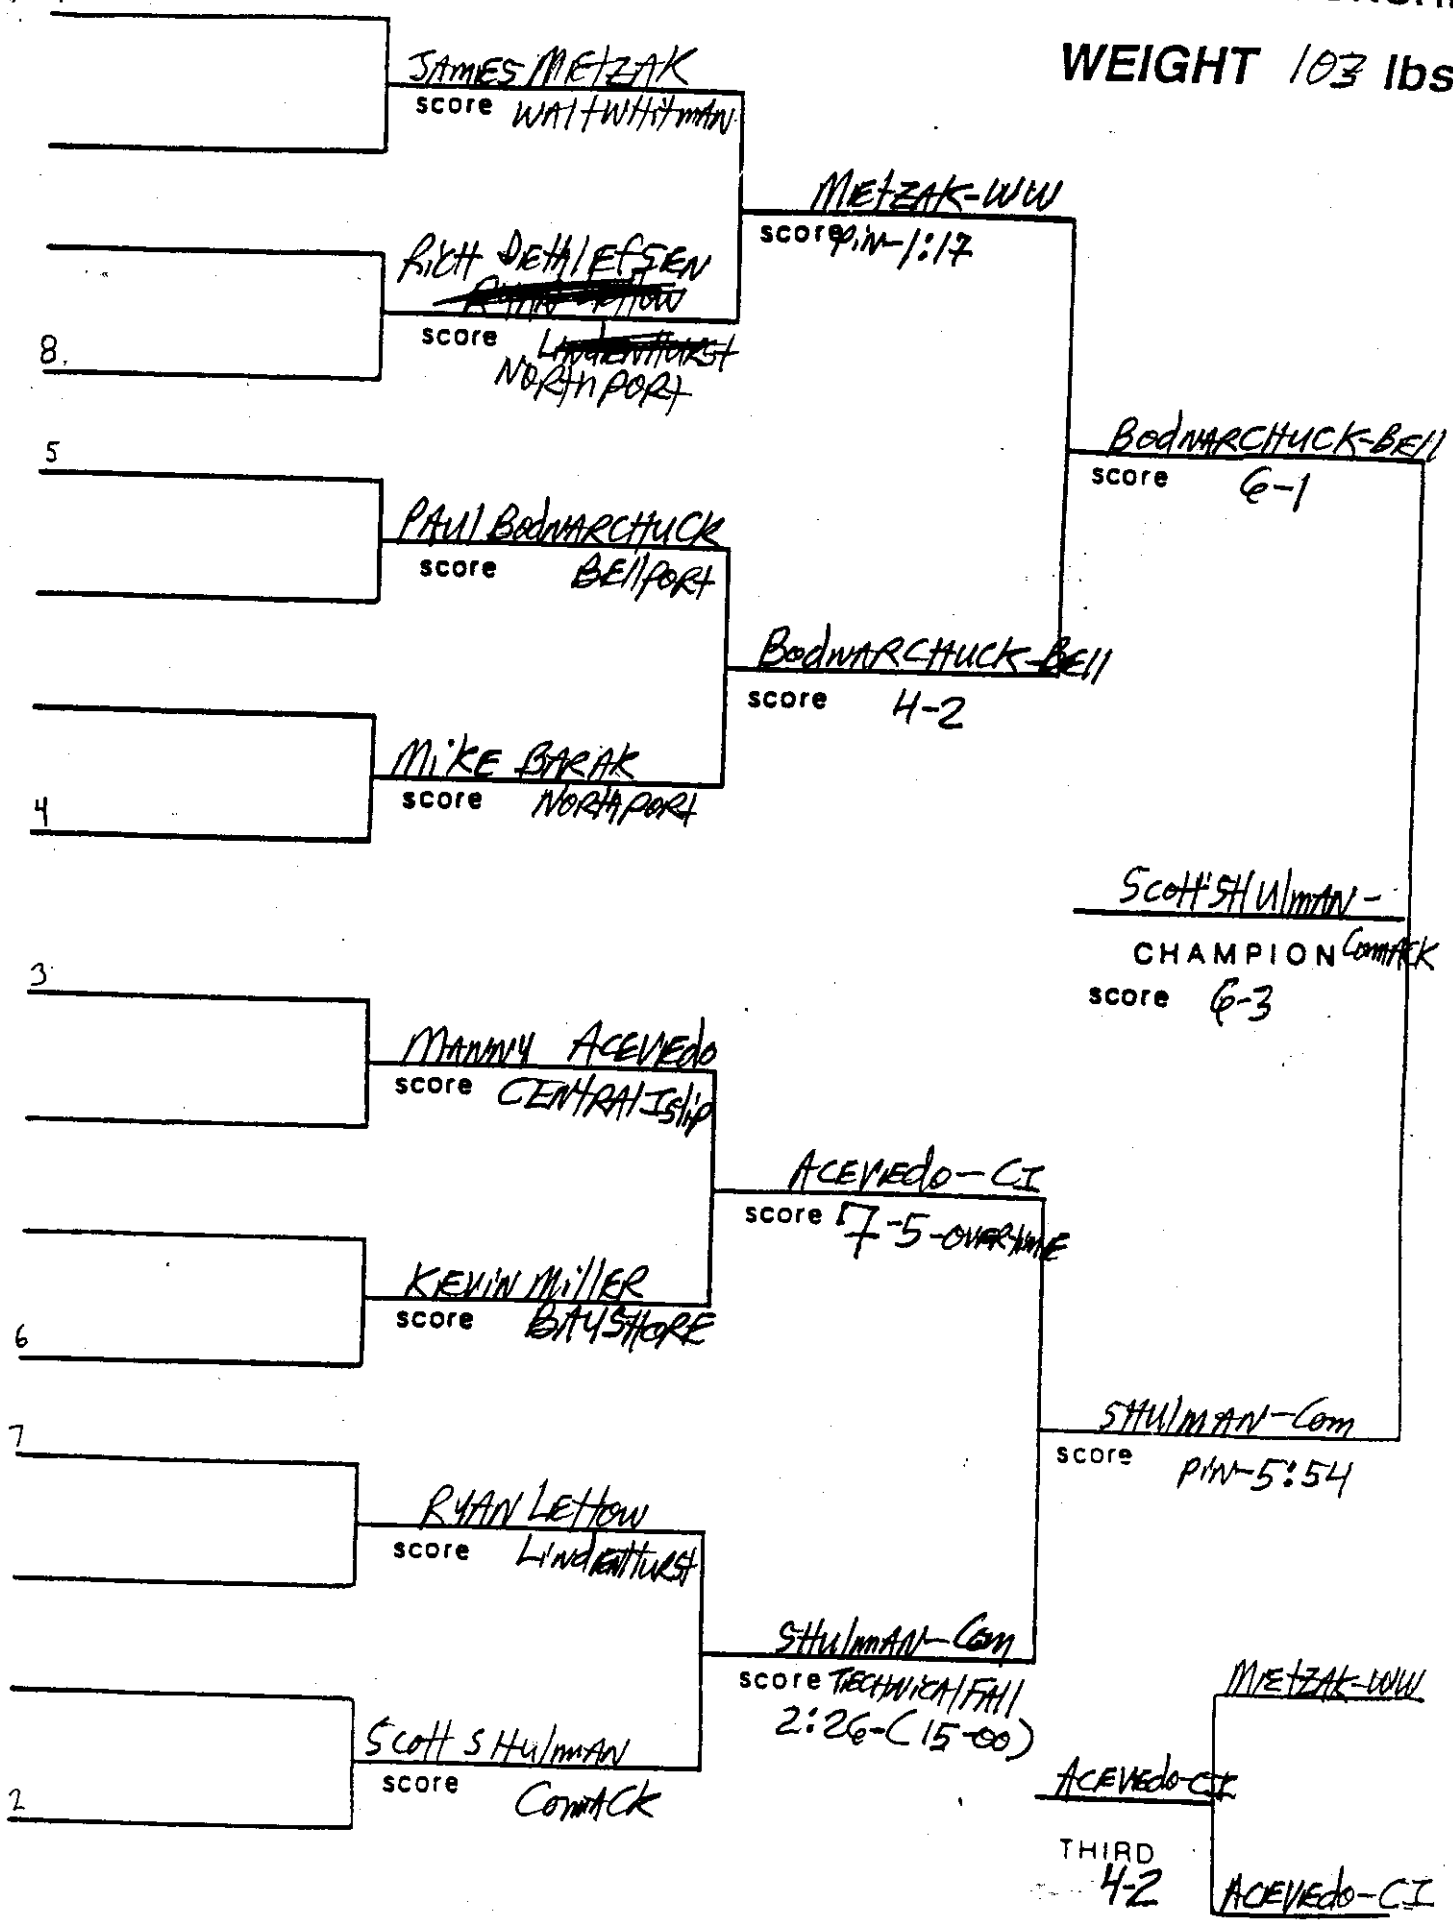 WEIGHT 103 lbs
JAMES METZAK
score WALT WHITMAN
METZAK-WW
score PIN-1:17
RICH DETHLEFSEN
score LINDENHURST
NORTHPORT
8.
5
BODNARCHUCK-BELL
score 6-1
PAUL BODNARCHUCK
score BELLPORT
BODNARCHUCK-BELL
score 4-2
MIKE BARAK
score NORTHPORT
4
SCOTT SHULMAN-
CHAMPION COMMACK
score 6-3
3
MANNY ACEVEDO
score CENTRAL ISLIP
ACEVEDO-CI
score 7-5-OVERTIME
KEVIN MILLER
score BAYSHORE
6
7
SHULMAN-COM
score PIN-5:54
RYAN LETTOW
score LINDENHURST
SHULMAN-COM
score TECHNICAL FALL
2:26-(15-00)
METZAK-WW
SCOTT SHULMAN
score COMACK
2
ACEVEDO-CI
THIRD
4-2
ACEVEDO-CI